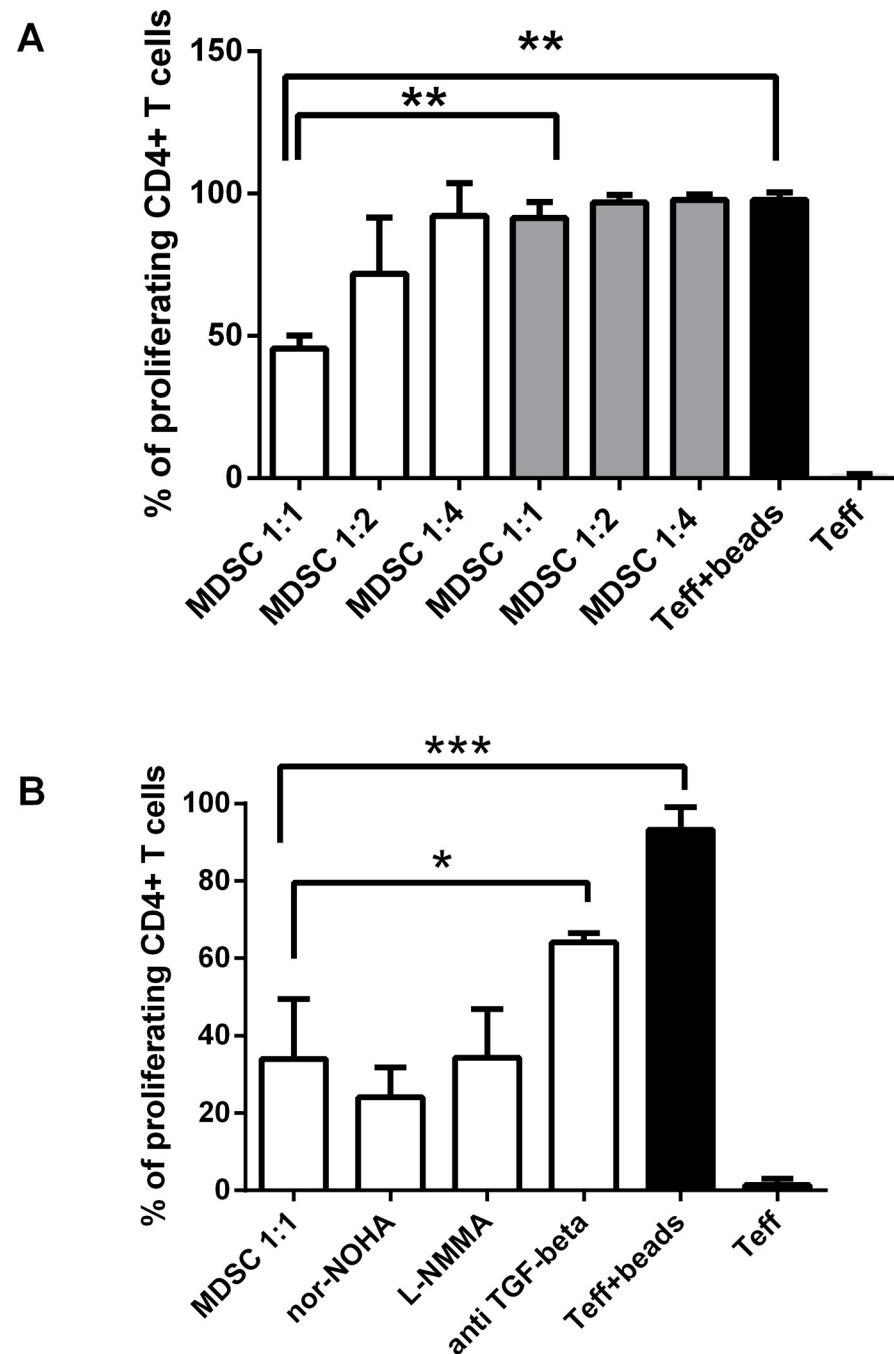 A
% of proliferating CD4+ T cells
150
100
50
0
**
**
MDSC 1:1
MDSC 1:2
MDSC 1:4
MDSC 1:1
MDSC 1:2
MDSC 1:4
Teff+beads
Teff
B
% of proliferating CD4+ T cells
100
80
60
40
20
0
***
*
MDSC 1:1
nor-NOHA
L-NMMA
anti TGF-beta
Teff+beads
Teff